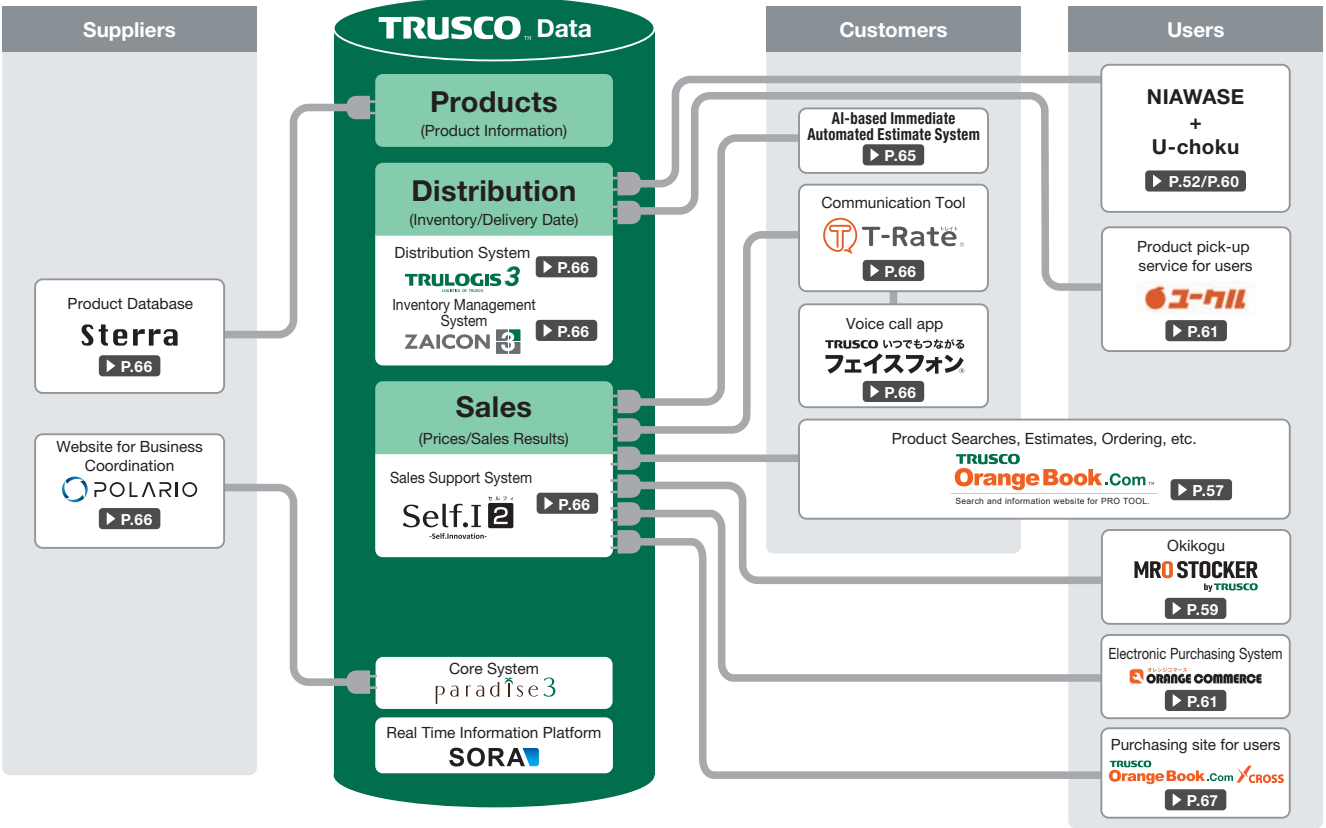 Suppliers
TRUSCO™ Data
Customers
Users
Product Database
Sterra
▶ P.66
Website for Business
Coordination
POLARIO
▶ P.66
Products
(Product Information)
Distribution
(Inventory/Delivery Date)
Distribution System
TRULOGIS 3
LOGISTICS OF TRUSCO
▶ P.66
Inventory Management
System
ZAICON 3
▶ P.66
Sales
(Prices/Sales Results)
Sales Support System
セルフィ
Self.I 2
-Self.Innovation-
▶ P.66
Core System
paradise3
Real Time Information Platform
SORA
AI-based Immediate
Automated Estimate System
▶ P.65
Communication Tool
トレイト
T-Rate®
▶ P.66
Voice call app
TRUSCO いつでもつながる
フェイスフォン®
▶ P.66
Product Searches, Estimates, Ordering, etc.
TRUSCO
Orange Book.Com™
Search and information website for PRO TOOL.
▶ P.57
NIAWASE
+
U-choku
▶ P.52/P.60
Product pick-up
service for users
ユークル
▶ P.61
Okikogu
MRO STOCKER
by TRUSCO
▶ P.59
Electronic Purchasing System
オレンジコマース
ORANGE COMMERCE
▶ P.61
Purchasing site for users
TRUSCO
Orange Book.Com XCROSS
▶ P.67